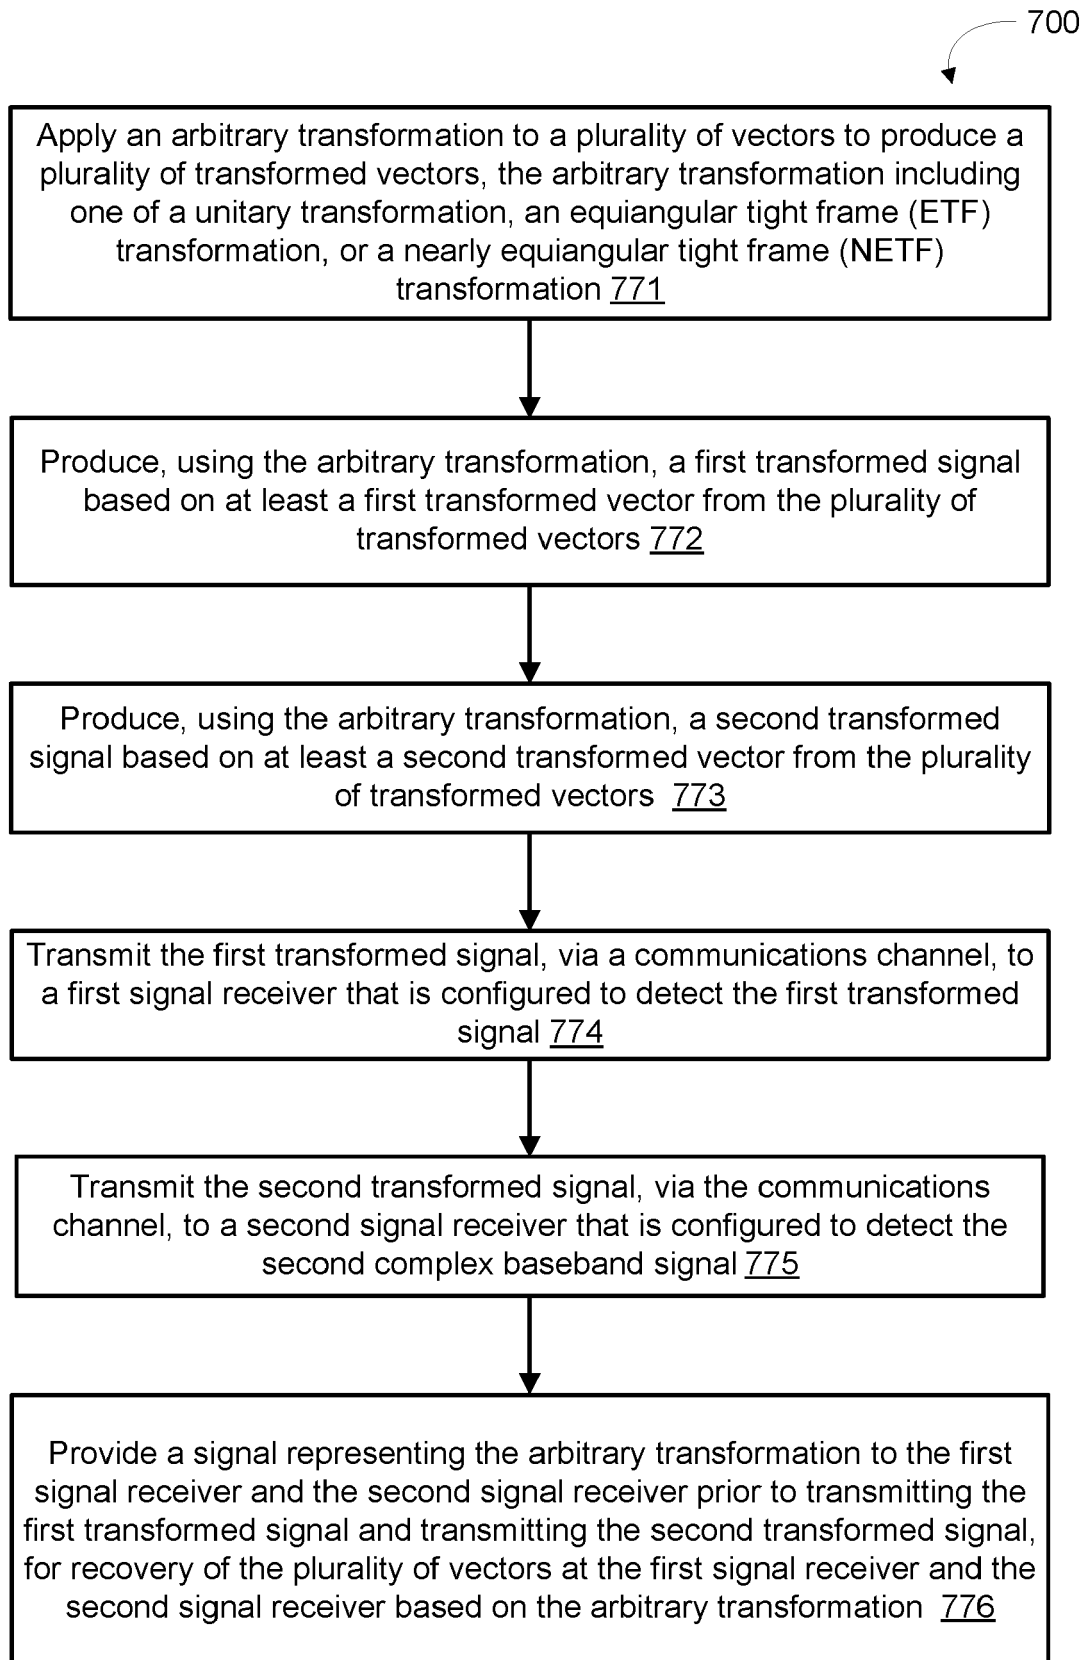 700
Apply an arbitrary transformation to a plurality of vectors to produce a
plurality of transformed vectors, the arbitrary transformation including
one of a unitary transformation, an equiangular tight frame (ETF)
transformation, or a nearly equiangular tight frame (NETF)
transformation 771
Produce, using the arbitrary transformation, a first transformed signal
based on at least a first transformed vector from the plurality of
transformed vectors 772
Produce, using the arbitrary transformation, a second transformed
signal based on at least a second transformed vector from the plurality
of transformed vectors 773
Transmit the first transformed signal, via a communications channel, to
a first signal receiver that is configured to detect the first transformed
signal 774
Transmit the second transformed signal, via the communications
channel, to a second signal receiver that is configured to detect the
second complex baseband signal 775
Provide a signal representing the arbitrary transformation to the first
signal receiver and the second signal receiver prior to transmitting the
first transformed signal and transmitting the second transformed signal,
for recovery of the plurality of vectors at the first signal receiver and the
second signal receiver based on the arbitrary transformation 776